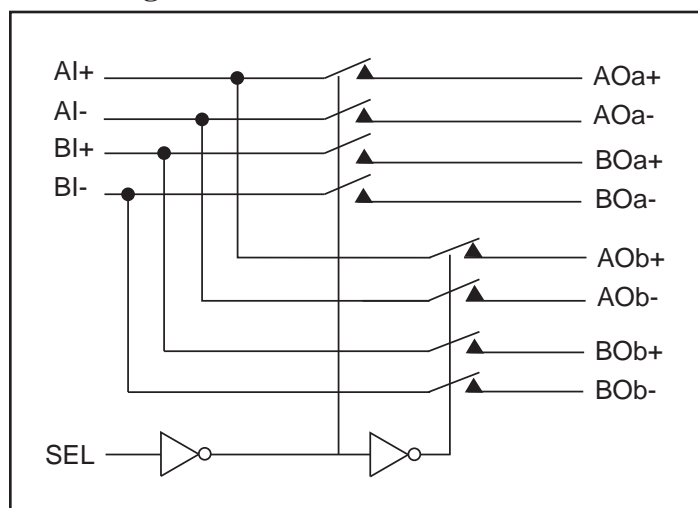 AI+
AOa+
AI-
AOa-
BI+
BOa+
BI-
BOa-
AOb+
AOb-
BOb+
BOb-
SEL